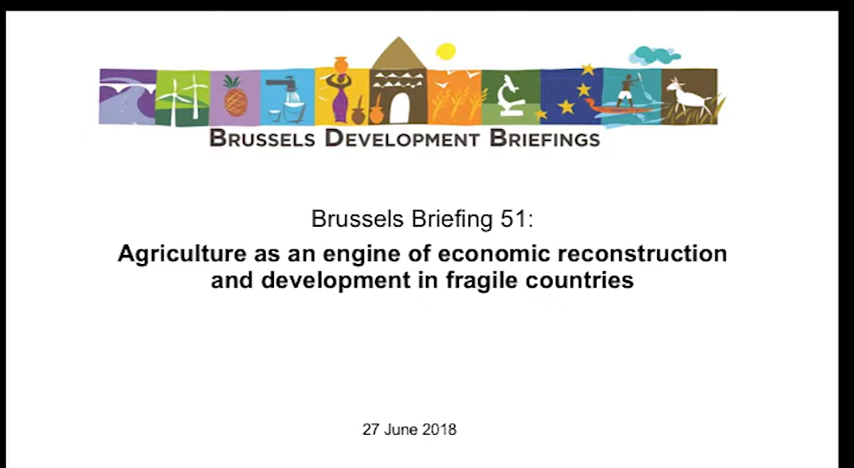 BRUSSELS DEVELOPMENT BRIEFINGS
Brussels Briefing 51:
Agriculture as an engine of economic reconstruction
and development in fragile countries
27 June 2018